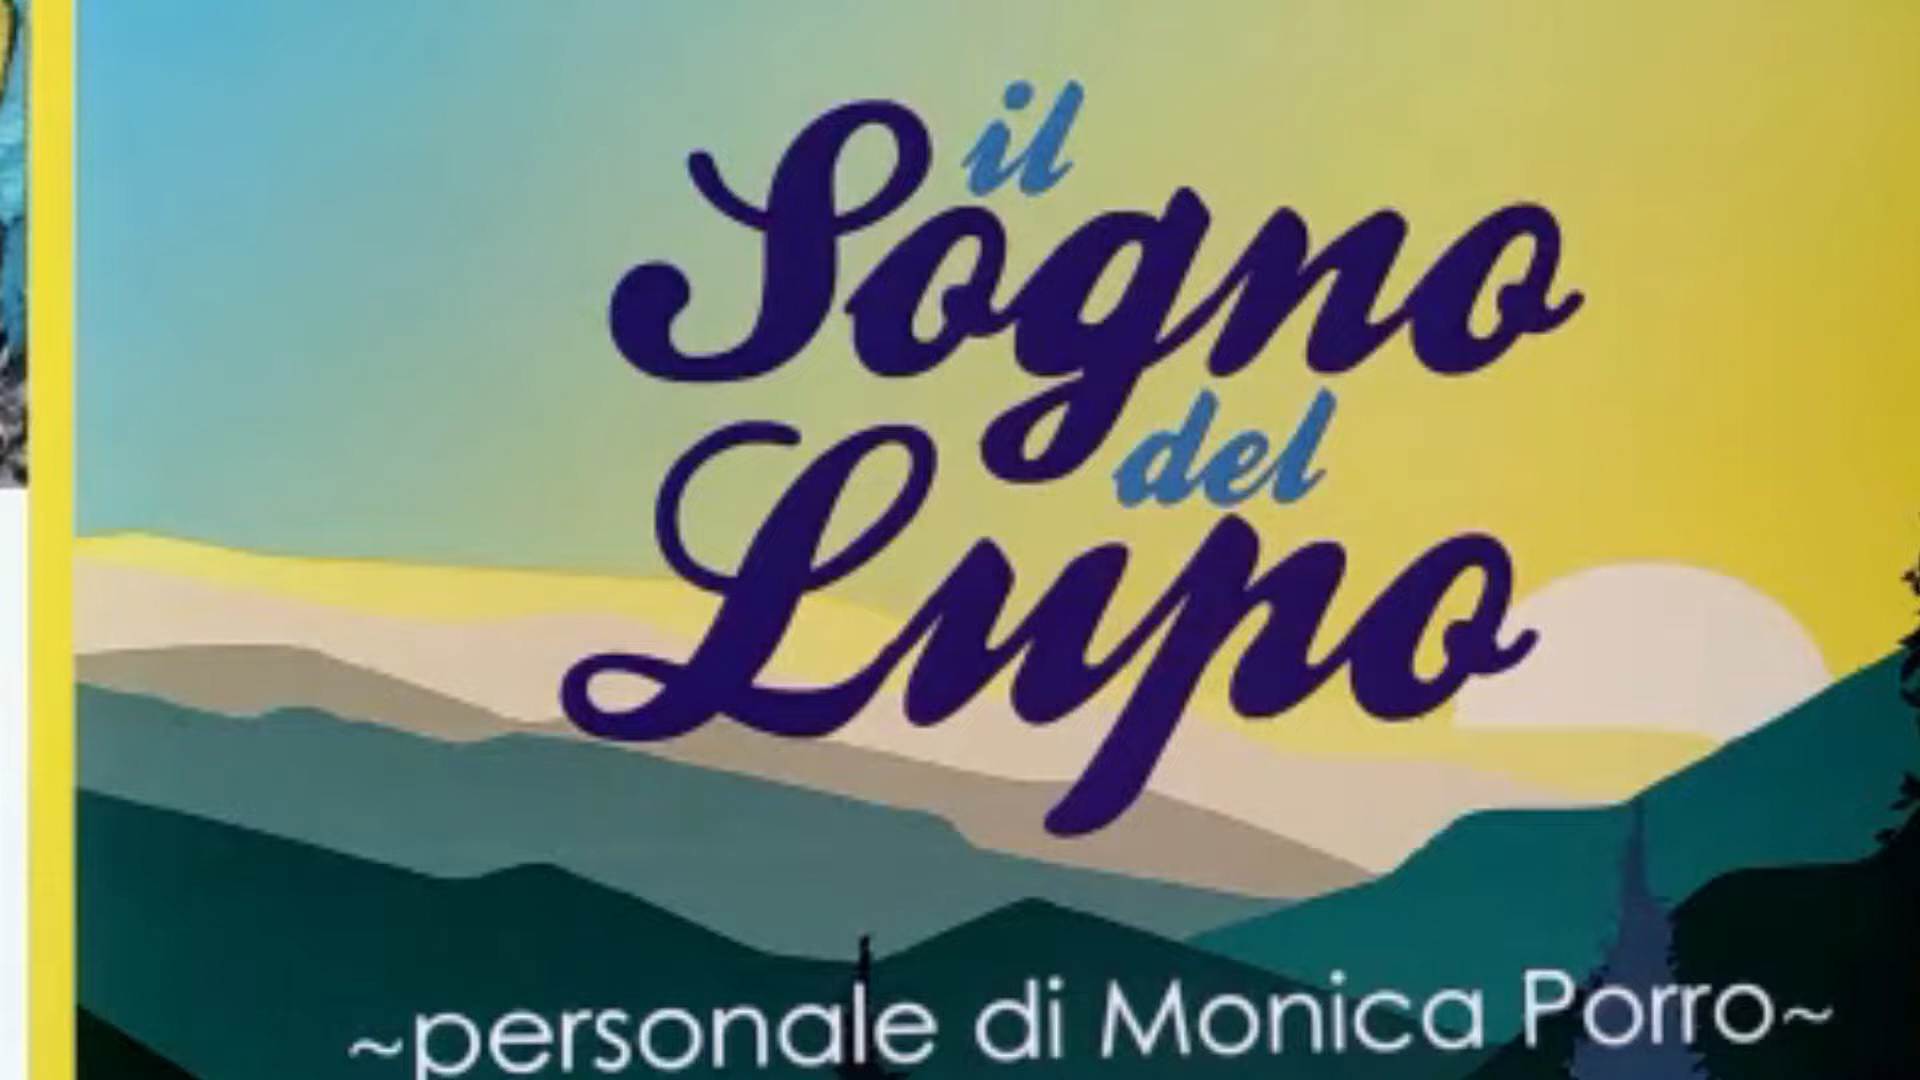 il
Sogno
del
Lupo
~personale di Monica Porro~